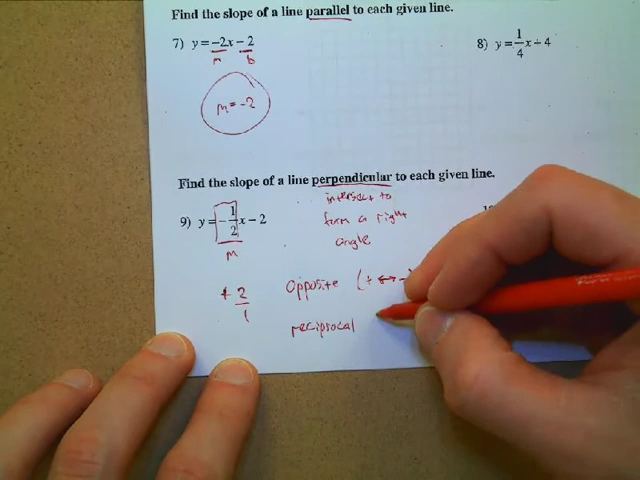 Find the slope of a line parallel to each given line.
7) y = -2x - 2
m b
8) y = 1/4 x + 4
m = -2
Find the slope of a line perpendicular to each given line.
9) y = -1/2 x - 2
intersect to
form a right
angle
m
+ 2/1
opposite (+ ↔ -)
reciprocal